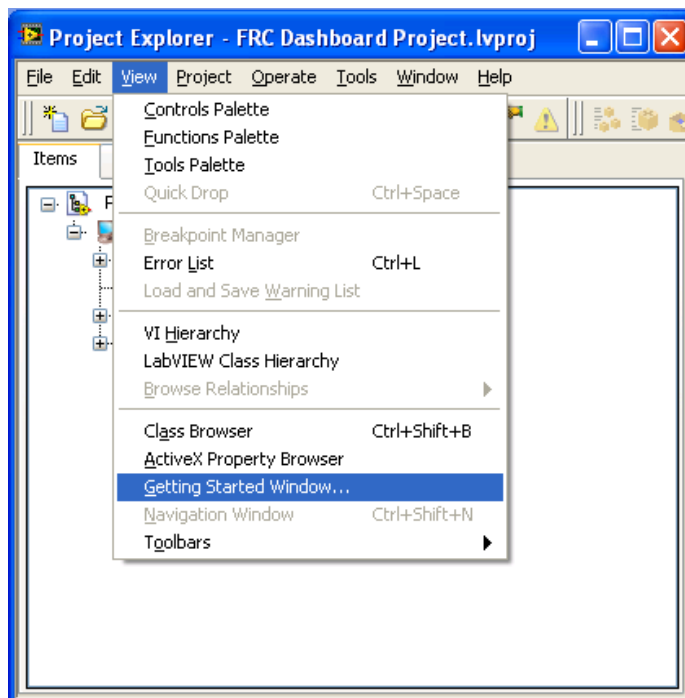 Project Explorer - FRC Dashboard Project.lvproj
File Edit View Project Operate Tools Window Help
Items
Controls Palette
Functions Palette
Tools Palette
Quick Drop Ctrl+Space
Breakpoint Manager
Error List Ctrl+L
Load and Save Warning List
VI Hierarchy
LabVIEW Class Hierarchy
Browse Relationships
Class Browser Ctrl+Shift+B
ActiveX Property Browser
Getting Started Window...
Navigation Window Ctrl+Shift+N
Toolbars